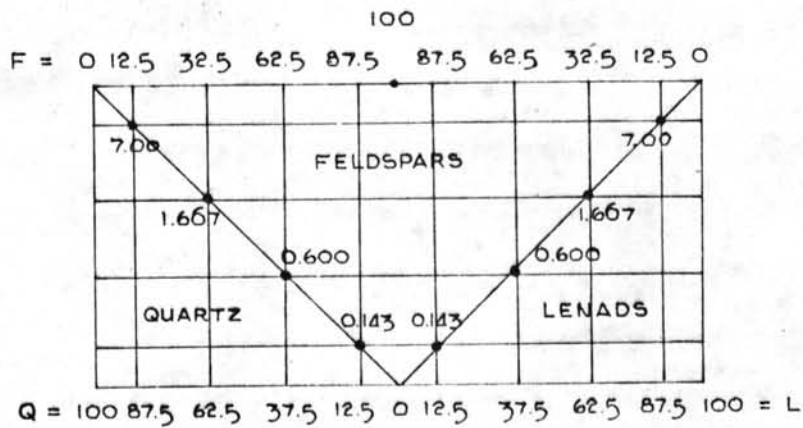 100
F = 0 12.5 32.5 62.5 87.5 87.5 62.5 32.5 12.5 0
7.00 7.00
FELDSPARS
1.667 1.667
0.600 0.600
QUARTZ 0.143 0.143 LENADS
Q = 100 87.5 62.5 37.5 12.5 0 12.5 37.5 62.5 87.5 100 = L